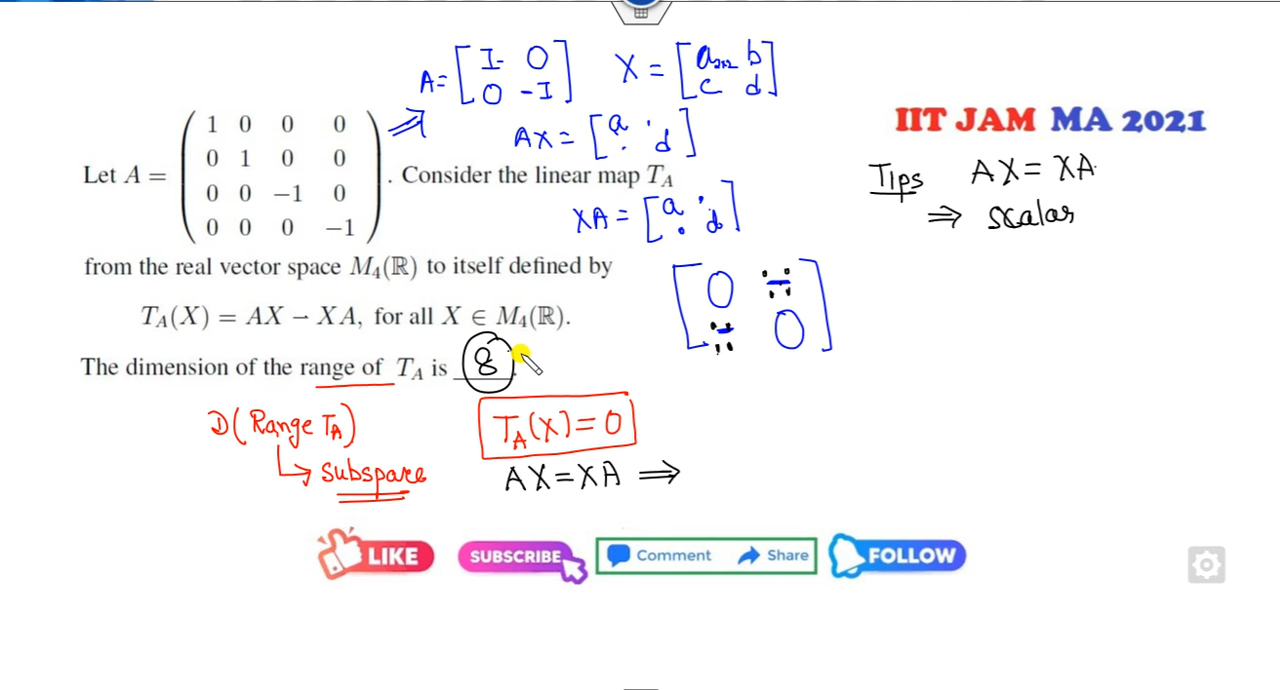 A = [I 0
0 -I] X = [a₂ₓ₂ b
c d]
IIT JAM MA 2021
AX = [a ·
· d]
Tips AX = XA
⇒ scalar
Let A = ( 1 0 0 0
0 1 0 0
0 0 −1 0
0 0 0 −1 ) ⇒ . Consider the linear map T_A
XA = [a ·
· d]
from the real vector space M₄(ℝ) to itself defined by
[0 −
− 0]
T_A(X) = AX − XA, for all X ∈ M₄(ℝ).
The dimension of the range of T_A is 8.
D(Range T_A)
↳ subspace
T_A(X) = 0
AX = XA ⇒
LIKE SUBSCRIBE Comment Share FOLLOW